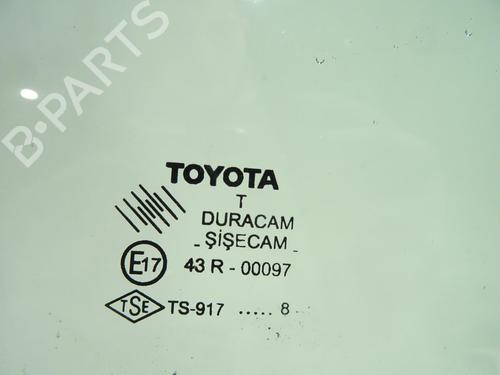 B-PARTS
TOYOTA
T
DURACAM
- ŞİŞECAM -
E17 43 R - 00097
TSE TS-917 ..... 8